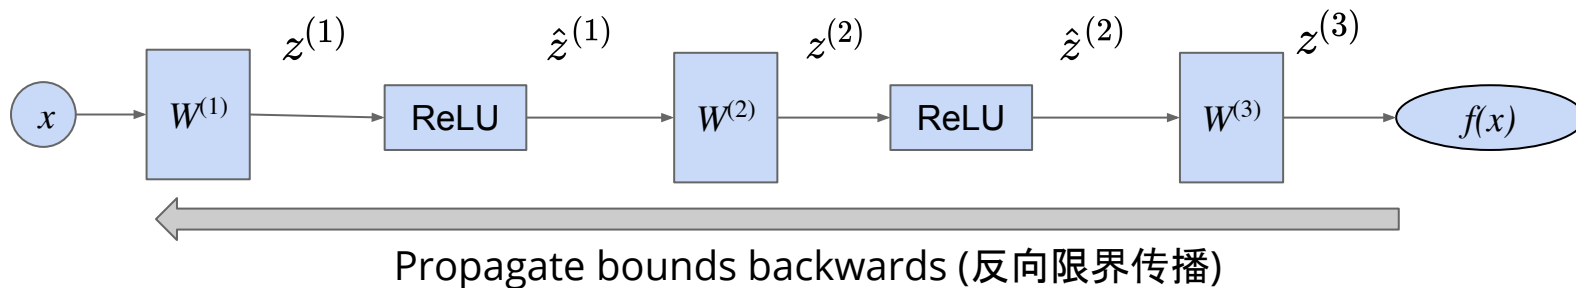 z^(1) ẑ^(1) z^(2) ẑ^(2) z^(3)
x W^(1) ReLU W^(2) ReLU W^(3) f(x)
Propagate bounds backwards (反向限界传播)